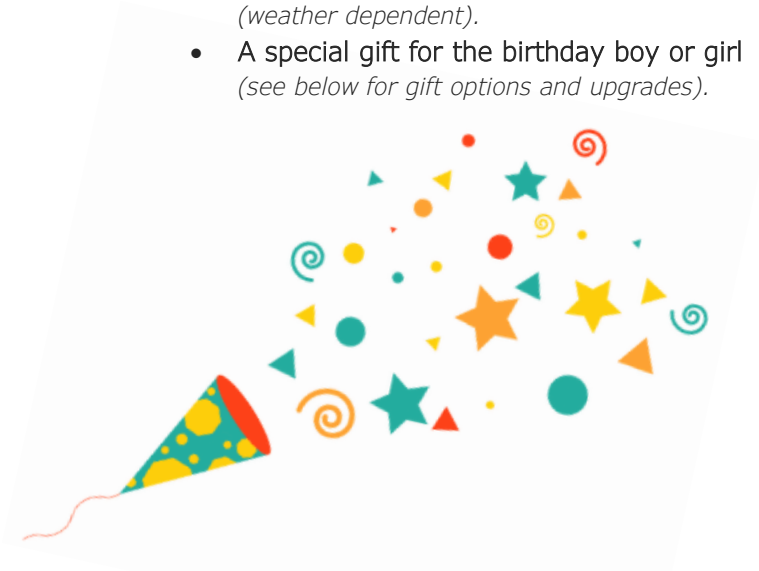 (weather dependent).
• A special gift for the birthday boy or girl
(see below for gift options and upgrades).